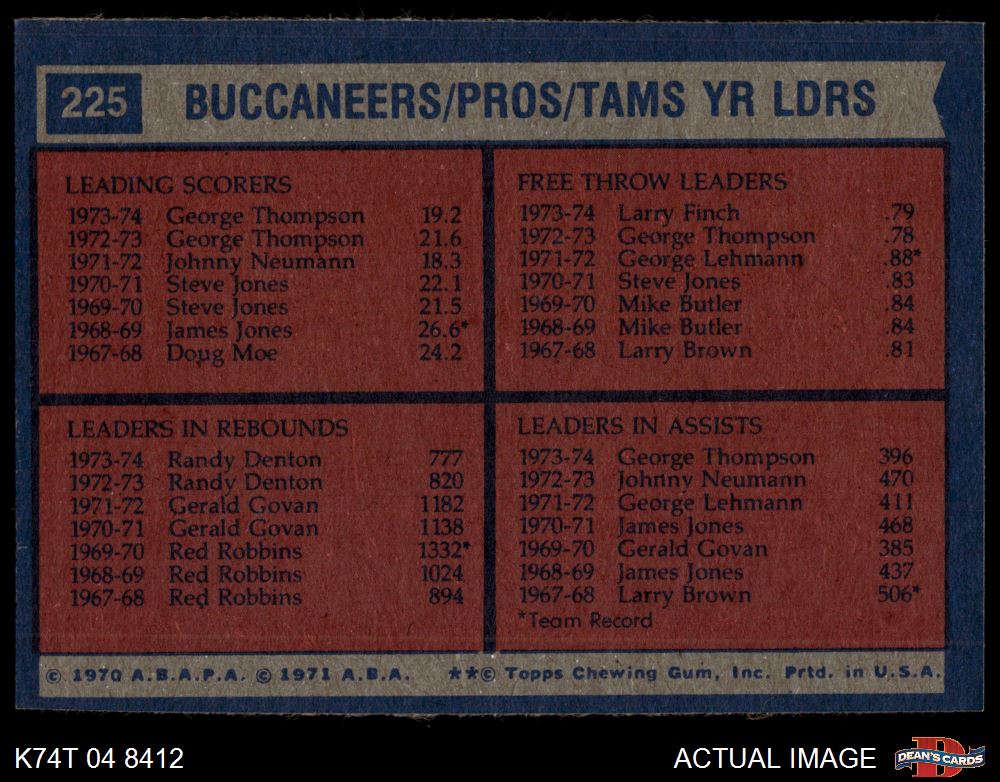 225 BUCCANEERS/PROS/TAMS YR LDRS
LEADING SCORERS
1973-74 George Thompson 19.2
1972-73 George Thompson 21.6
1971-72 Johnny Neumann 18.3
1970-71 Steve Jones 22.1
1969-70 Steve Jones 21.5
1968-69 James Jones 26.6*
1967-68 Doug Moe 24.2
FREE THROW LEADERS
1973-74 Larry Finch .79
1972-73 George Thompson .78
1971-72 George Lehmann .88*
1970-71 Steve Jones .83
1969-70 Mike Butler .84
1968-69 Mike Butler .84
1967-68 Larry Brown .81
LEADERS IN REBOUNDS
1973-74 Randy Denton 777
1972-73 Randy Denton 820
1971-72 Gerald Govan 1182
1970-71 Gerald Govan 1138
1969-70 Red Robbins 1332*
1968-69 Red Robbins 1024
1967-68 Red Robbins 894
LEADERS IN ASSISTS
1973-74 George Thompson 396
1972-73 Johnny Neumann 470
1971-72 George Lehmann 411
1970-71 James Jones 468
1969-70 Gerald Govan 385
1968-69 James Jones 437
1967-68 Larry Brown 506*
*Team Record
© 1970 A.B.A.P.A. © 1971 A.B.A. **© Topps Chewing Gum, Inc. Prtd. in U.S.A.
K74T 04 8412 ACTUAL IMAGE D DEAN'S CARDS